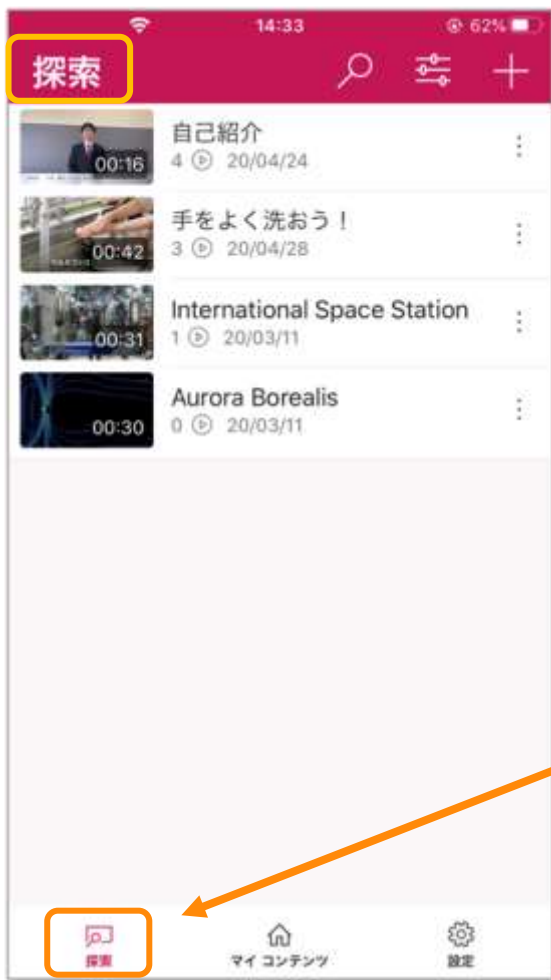 14:33
62%
探索
00:16
自己紹介
4 20/04/24
00:42
手をよく洗おう！
3 20/04/28
00:31
International Space Station
1 20/03/11
00:30
Aurora Borealis
0 20/03/11
探索
マイ コンテンツ
設定